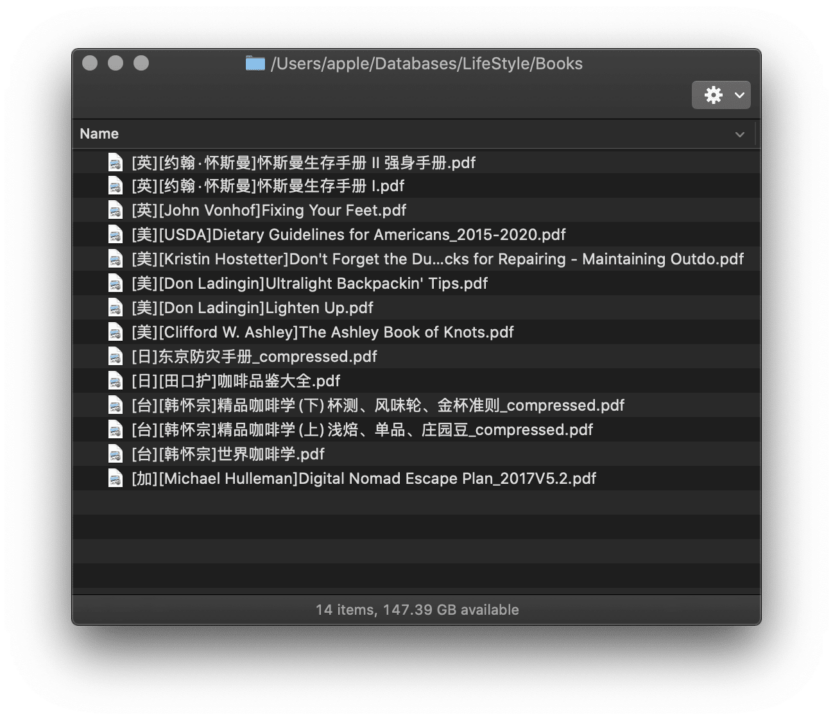 /Users/apple/Databases/LifeStyle/Books
Name
[英][约翰·怀斯曼]怀斯曼生存手册 II 强身手册.pdf
[英][约翰·怀斯曼]怀斯曼生存手册 I.pdf
[英][John Vonhof]Fixing Your Feet.pdf
[美][USDA]Dietary Guidelines for Americans_2015-2020.pdf
[美][Kristin Hostetter]Don't Forget the Du...cks for Repairing - Maintaining Outdo.pdf
[美][Don Ladingin]Ultralight Backpackin' Tips.pdf
[美][Don Ladingin]Lighten Up.pdf
[美][Clifford W. Ashley]The Ashley Book of Knots.pdf
[日]东京防灾手册_compressed.pdf
[日][田口护]咖啡品鉴大全.pdf
[台][韩怀宗]精品咖啡学(下)杯测、风味轮、金杯准则_compressed.pdf
[台][韩怀宗]精品咖啡学(上)浅焙、单品、庄园豆_compressed.pdf
[台][韩怀宗]世界咖啡学.pdf
[加][Michael Hulleman]Digital Nomad Escape Plan_2017V5.2.pdf
14 items, 147.39 GB available